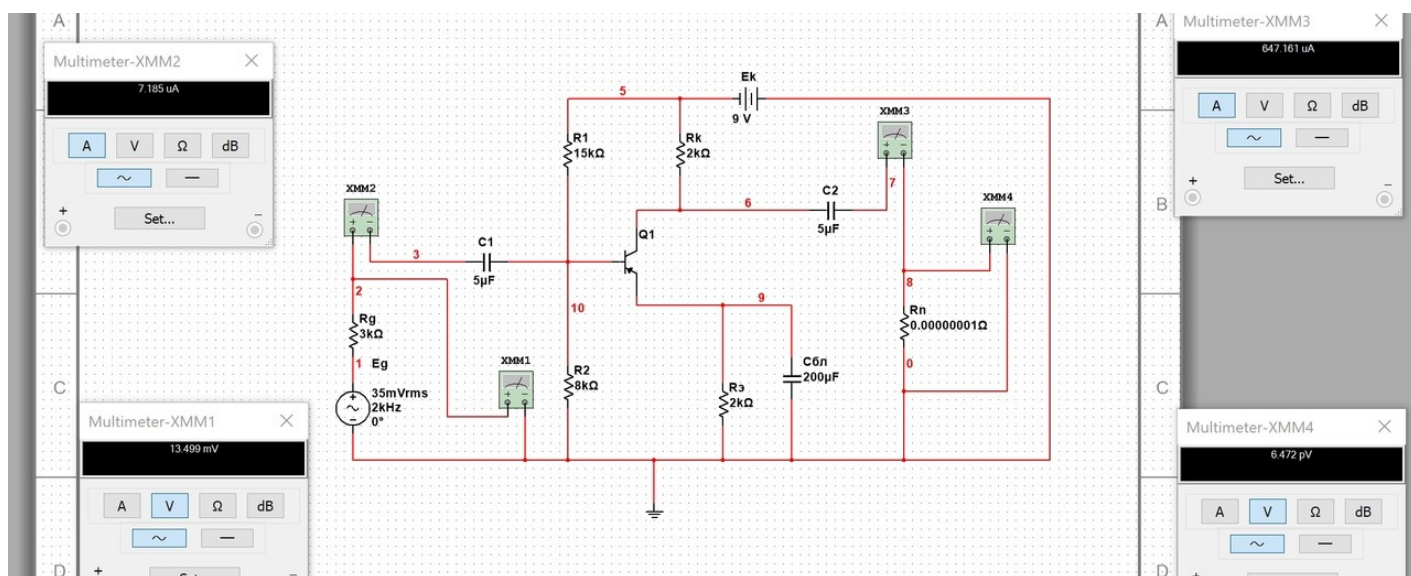 A
A
Multimeter-XMM3
647.161 uA
A V Ω dB
~ —
+ Set... −
Multimeter-XMM2
7.185 uA
A V Ω dB
~ —
+ Set... −
Ek
9 V
5
R1
15kΩ
Rk
2kΩ
XMM3
+ −
7
XMM2
+ −
3
C1
5µF
6
C2
5µF
XMM4
+ −
B
Q1
2
10
9
8
Rg
3kΩ
Rn
0.00000001Ω
1
Eg
35mVrms
2kHz
0°
XMM1
+ −
R2
8kΩ
Rэ
2kΩ
Cбл
200µF
0
C
C
Multimeter-XMM1
13.499 mV
A V Ω dB
~ —
+ −
Multimeter-XMM4
6.472 pV
A V Ω dB
~ —
+ −
D
D